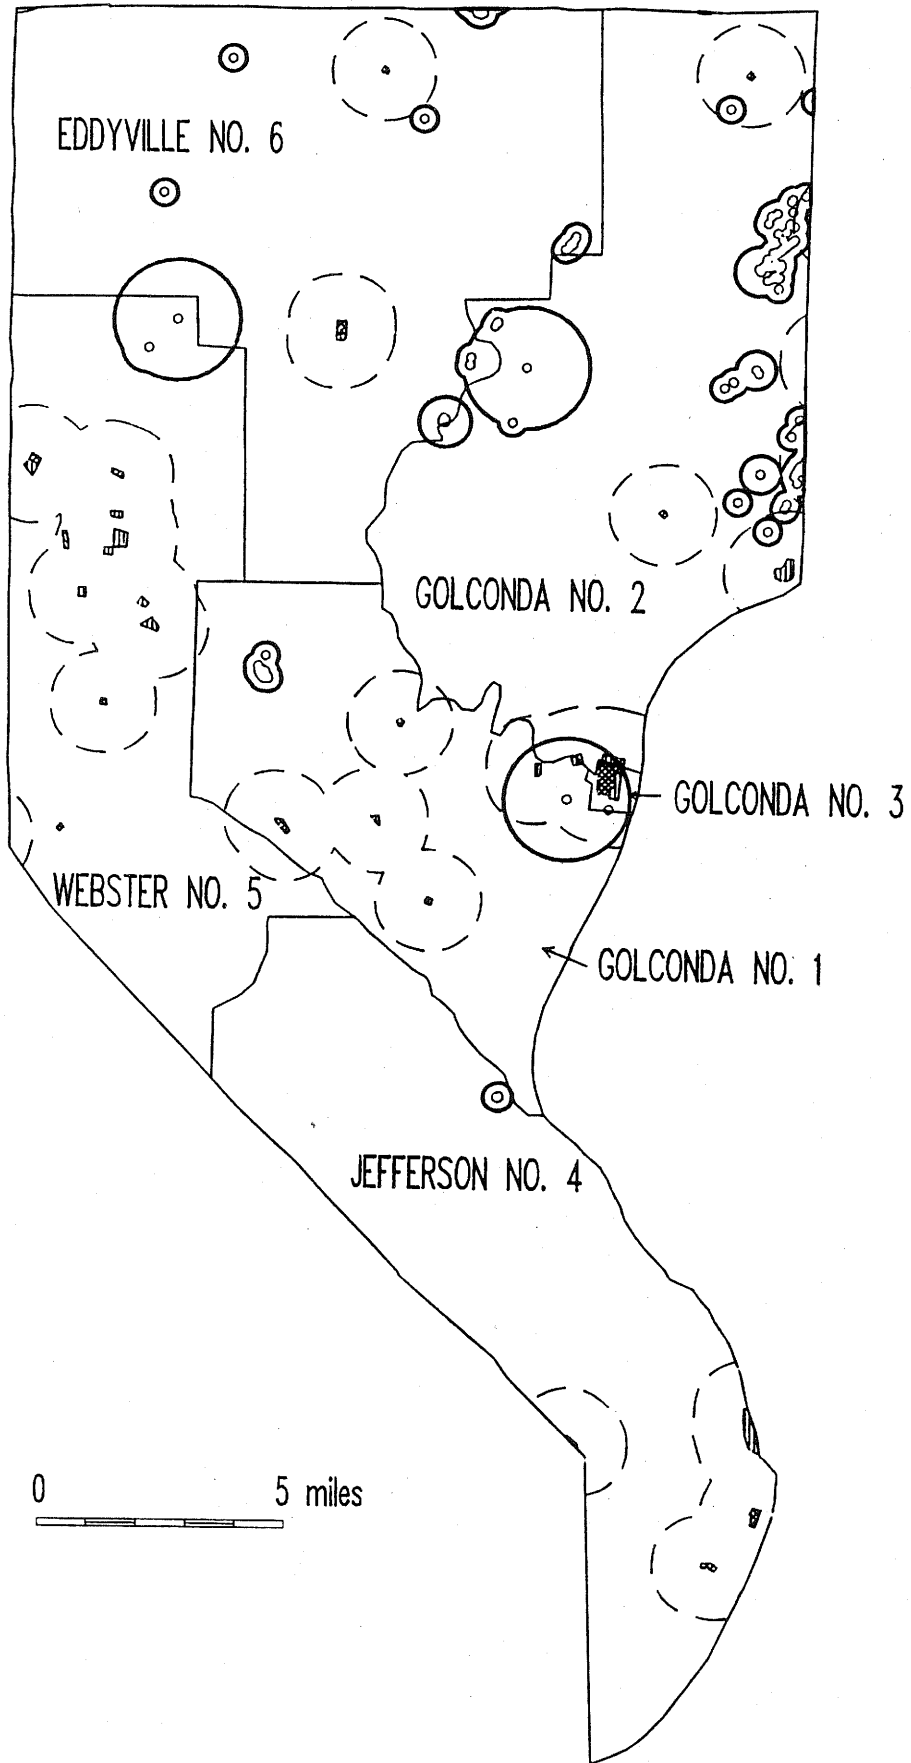 EDDYVILLE NO. 6
GOLCONDA NO. 2
GOLCONDA NO. 3
WEBSTER NO. 5
GOLCONDA NO. 1
JEFFERSON NO. 4
0 5 miles